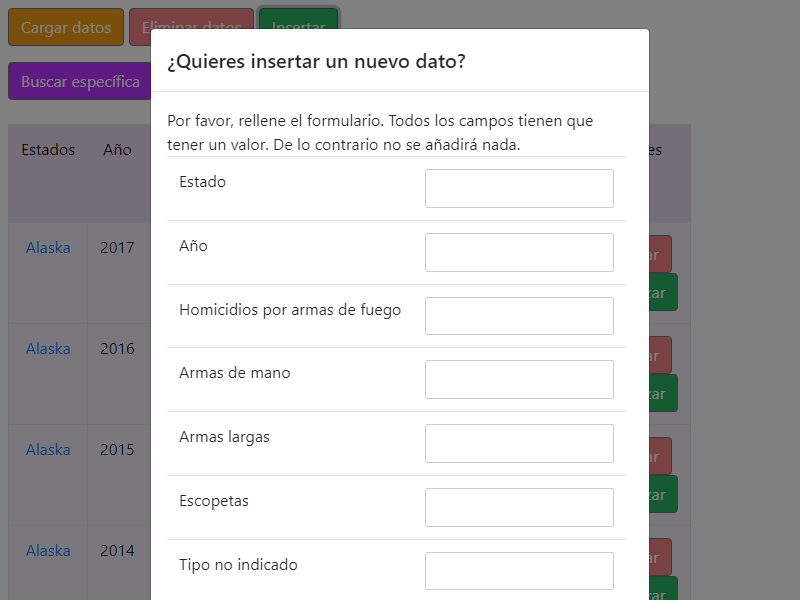 Cargar datos Eliminar datos Insertar
¿Quieres insertar un nuevo dato?
Buscar específica
Por favor, rellene el formulario. Todos los campos tienen que
tener un valor. De lo contrario no se añadirá nada.
Estados Año
Estado
Alaska 2017
Año
Homicidios por armas de fuego
Alaska 2016
Armas de mano
Armas largas
Alaska 2015
Escopetas
Alaska 2014
Tipo no indicado